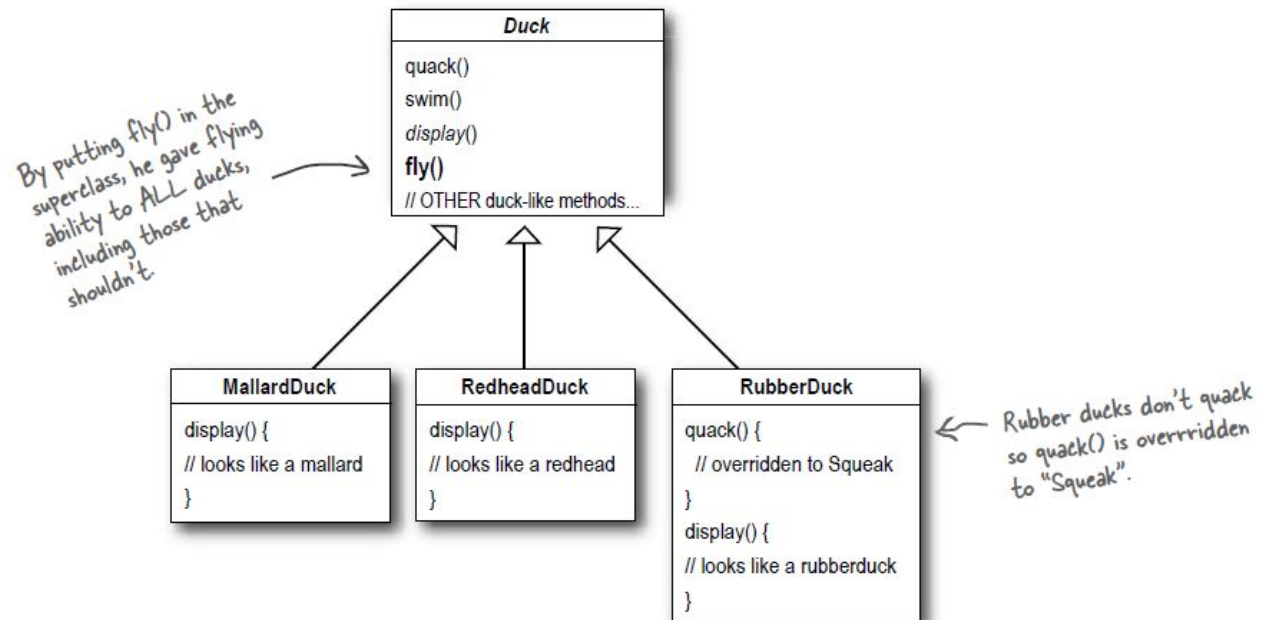 Duck
quack()
swim()
display()
fly()
// OTHER duck-like methods...
By putting fly() in the
superclass, he gave flying
ability to ALL ducks,
including those that
shouldn't.
MallardDuck
display() {
// looks like a mallard
}
RedheadDuck
display() {
// looks like a redhead
}
RubberDuck
quack() {
// overridden to Squeak
}
display() {
// looks like a rubberduck
}
Rubber ducks don't quack
so quack() is overrridden
to "Squeak".